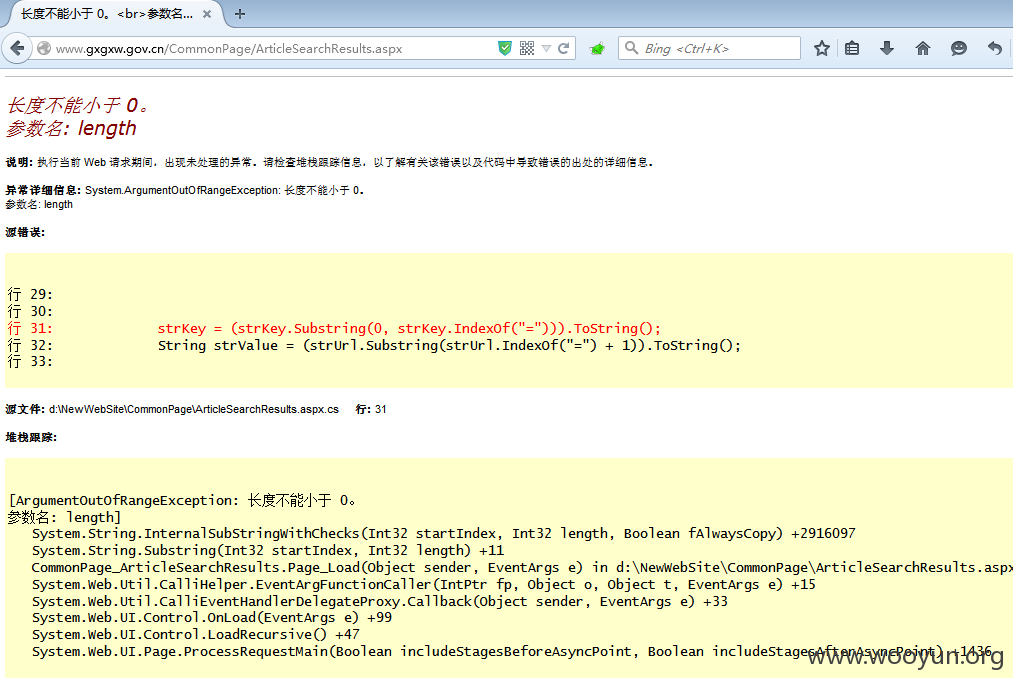 长度不能小于 0。<br>参数名...
www.gxgxw.gov.cn/CommonPage/ArticleSearchResults.aspx
Bing <Ctrl+K>
长度不能小于 0。
参数名: length
说明: 执行当前 Web 请求期间，出现未处理的异常。请检查堆栈跟踪信息，以了解有关该错误以及代码中导致错误的出处的详细信息。
异常详细信息: System.ArgumentOutOfRangeException: 长度不能小于 0。
参数名: length
源错误:
行 29:
行 30:
行 31:             strKey = (strKey.Substring(0, strKey.IndexOf("="))).ToString();
行 32:             String strValue = (strUrl.Substring(strUrl.IndexOf("=") + 1)).ToString();
行 33:
源文件: d:\NewWebSite\CommonPage\ArticleSearchResults.aspx.cs    行: 31
堆栈跟踪:
[ArgumentOutOfRangeException: 长度不能小于 0。
参数名: length]
System.String.InternalSubStringWithChecks(Int32 startIndex, Int32 length, Boolean fAlwaysCopy) +2916097
System.String.Substring(Int32 startIndex, Int32 length) +11
CommonPage_ArticleSearchResults.Page_Load(Object sender, EventArgs e) in d:\NewWebSite\CommonPage\ArticleSearchResults.aspx
System.Web.Util.CalliHelper.EventArgFunctionCaller(IntPtr fp, Object o, Object t, EventArgs e) +15
System.Web.Util.CalliEventHandlerDelegateProxy.Callback(Object sender, EventArgs e) +33
System.Web.UI.Control.OnLoad(EventArgs e) +99
System.Web.UI.Control.LoadRecursive() +47
System.Web.UI.Page.ProcessRequestMain(Boolean includeStagesBeforeAsyncPoint, Boolean includeStagesAfterAsyncPoint) +1436
www.wooyun.org